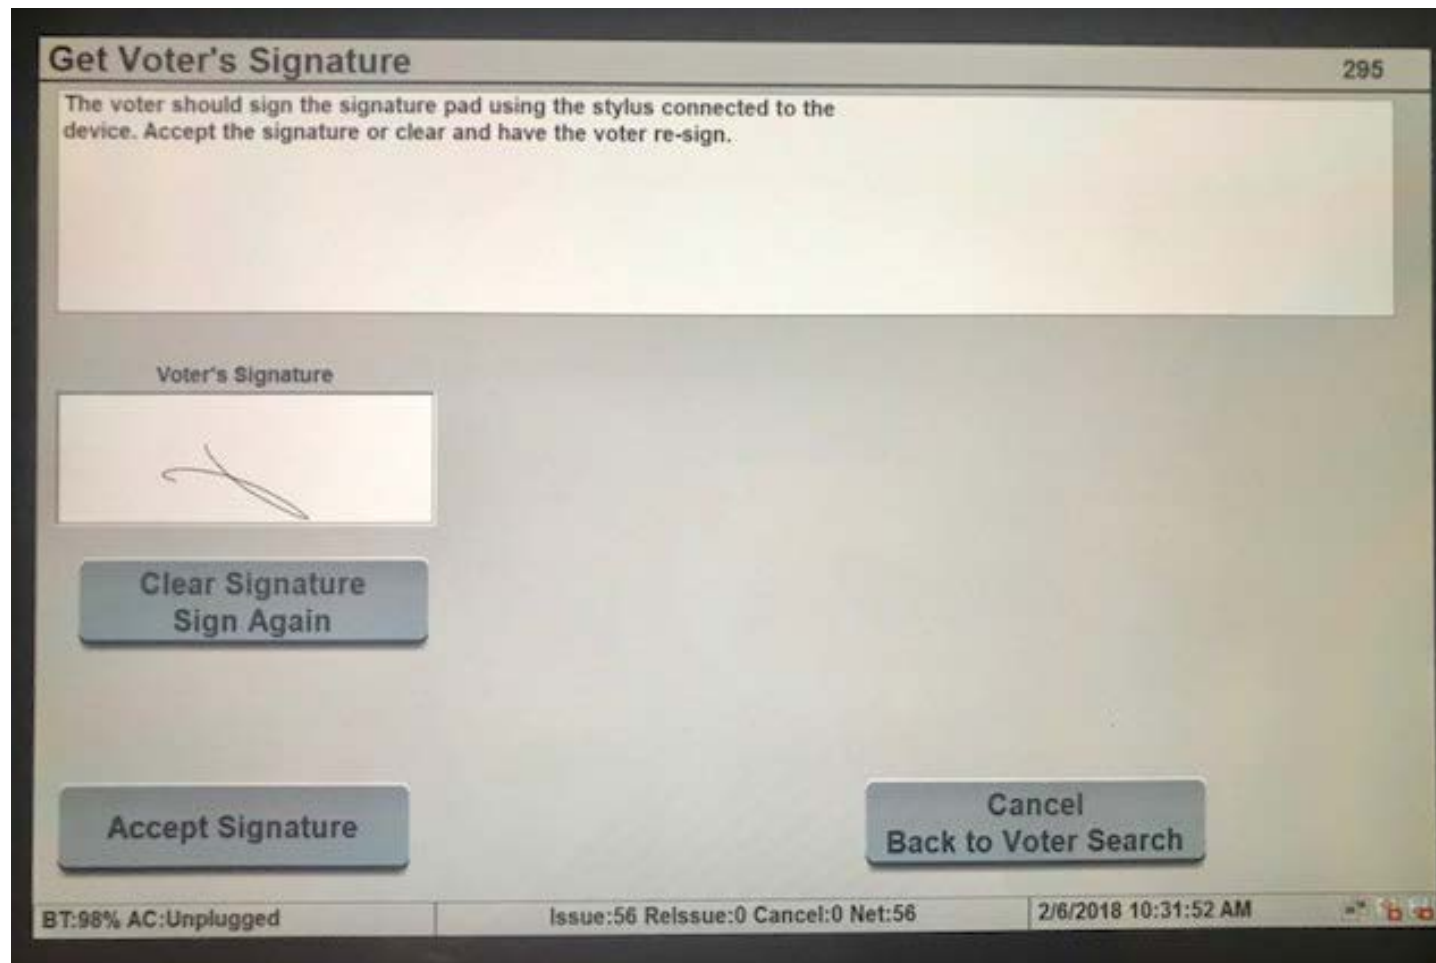 Get Voter's Signature
295
The voter should sign the signature pad using the stylus connected to the
device. Accept the signature or clear and have the voter re-sign.
Voter's Signature
Clear Signature
Sign Again
Accept Signature
Cancel
Back to Voter Search
BT:98% AC:Unplugged
Issue:56 ReIssue:0 Cancel:0 Net:56
2/6/2018 10:31:52 AM